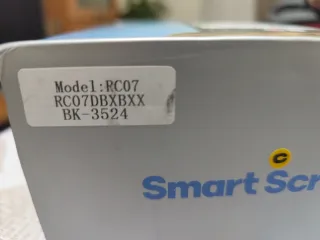 Model:RC07
RC07DBXBXX
BK-3524
C
Smart Scr